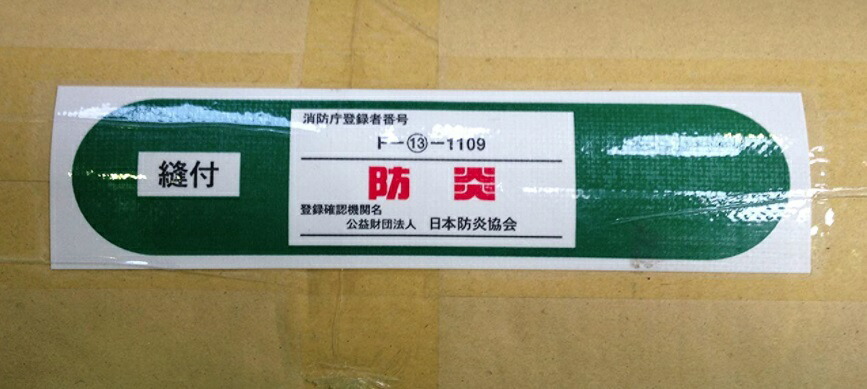 縫付
消防庁登録者番号
ト－⑬－1109
防炎
登録確認機関名
公益財団法人 日本防炎協会